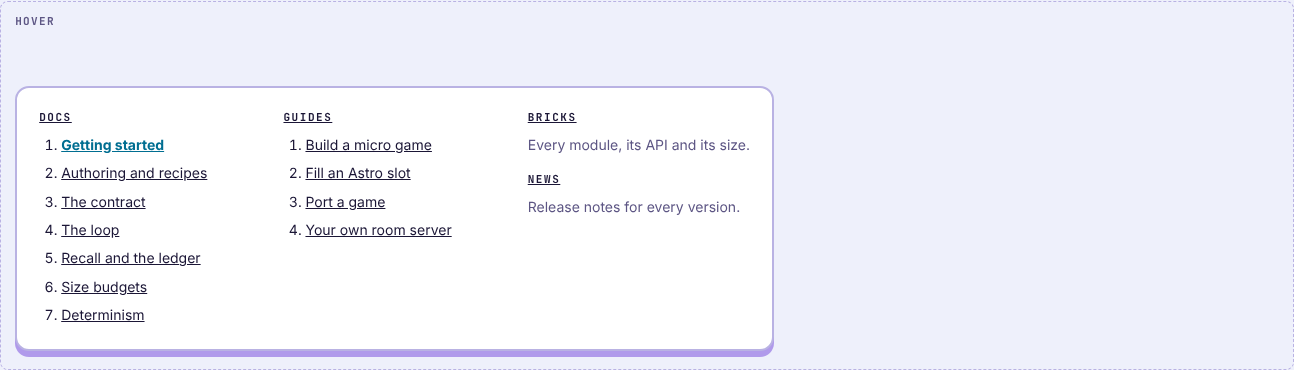 HOVER
DOCS
1. Getting started
2. Authoring and recipes
3. The contract
4. The loop
5. Recall and the ledger
6. Size budgets
7. Determinism
GUIDES
1. Build a micro game
2. Fill an Astro slot
3. Port a game
4. Your own room server
BRICKS
Every module, its API and its size.
NEWS
Release notes for every version.